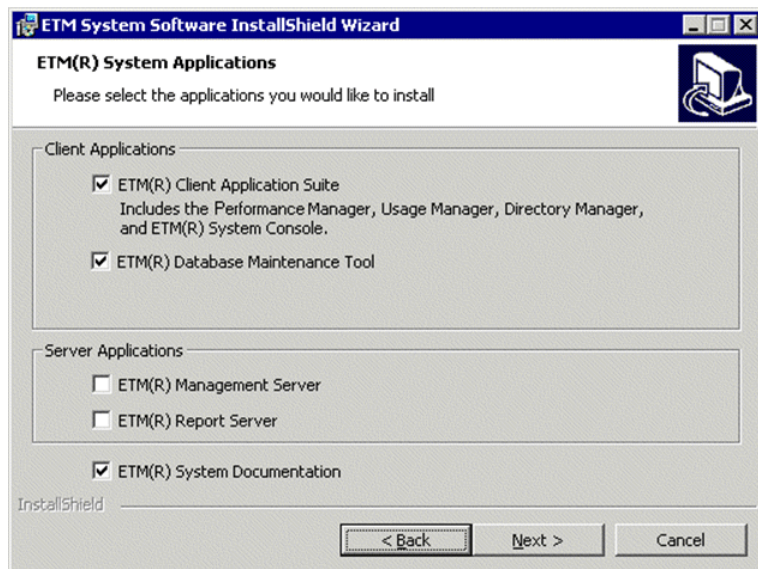 ETM System Software InstallShield Wizard
ETM(R) System Applications
Please select the applications you would like to install
Client Applications
ETM(R) Client Application Suite
Includes the Performance Manager, Usage Manager, Directory Manager,
and ETM(R) System Console.
ETM(R) Database Maintenance Tool
Server Applications
ETM(R) Management Server
ETM(R) Report Server
ETM(R) System Documentation
InstallShield
< Back
Next >
Cancel